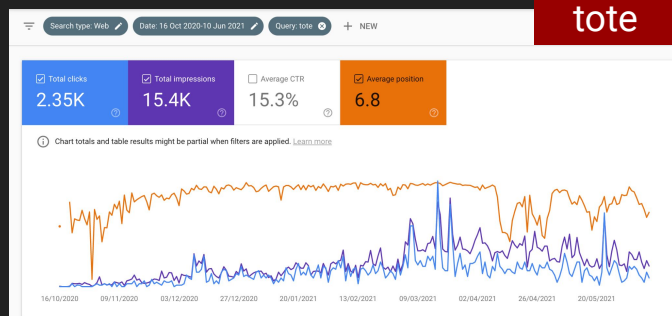 tote
Search type: Web Date: 16 Oct 2020-10 Jun 2021 Query: tote + NEW
Total clicks Total impressions Average CTR Average position
2.35K 15.4K 15.3% 6.8
Chart totals and table results might be partial when filters are applied. Learn more
16/10/2020 09/11/2020 03/12/2020 27/12/2020 20/01/2021 13/02/2021 09/03/2021 02/04/2021 26/04/2021 20/05/2021